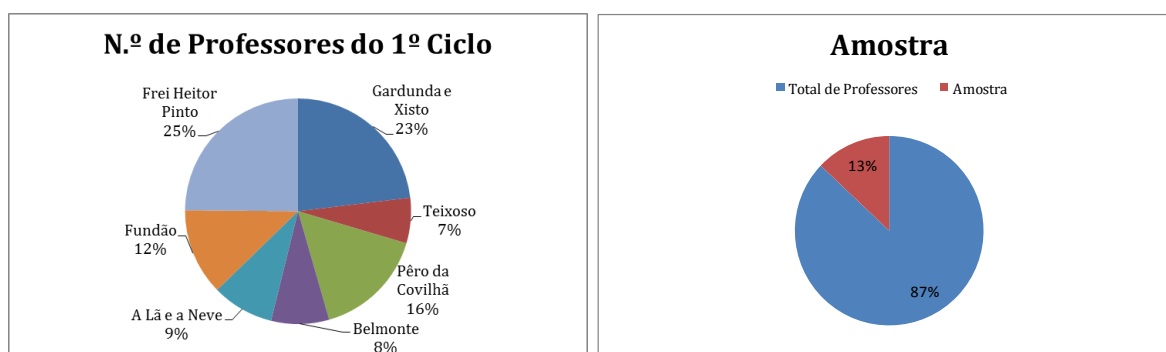 N.º de Professores do 1º Ciclo
Frei Heitor
Pinto
25%
Gardunda e
Xisto
23%
Teixoso
7%
Pêro da
Covilhã
16%
Belmonte
8%
A Lã e a Neve
9%
Fundão
12%
Amostra
Total de Professores
Amostra
13%
87%